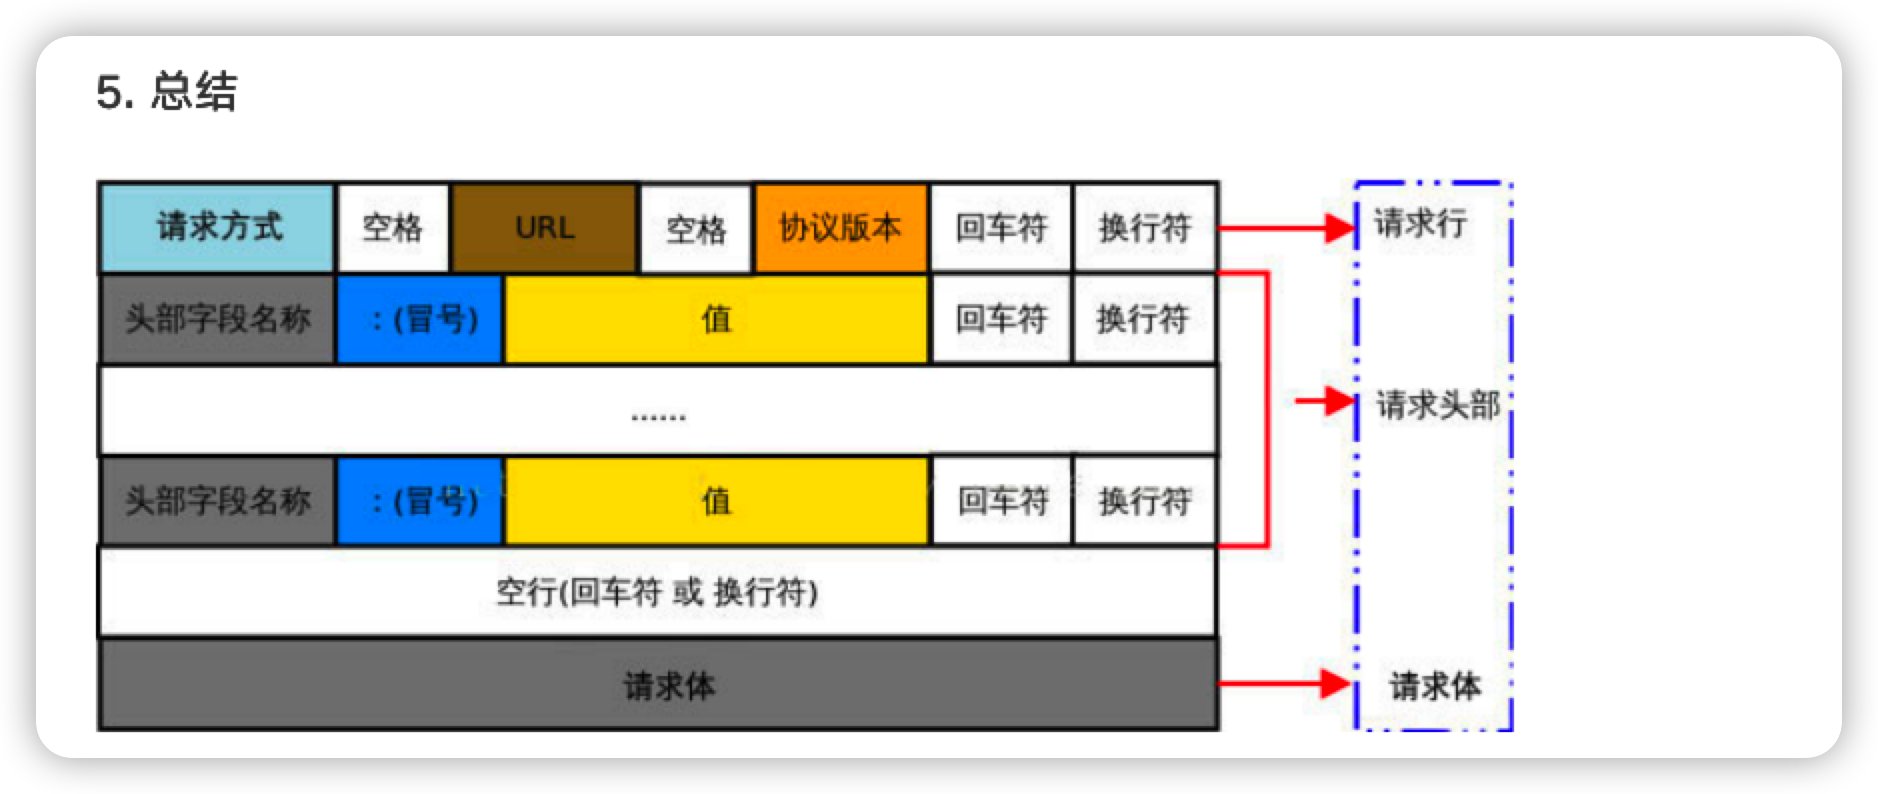 5. 总结
请求方式 空格 URL 空格 协议版本 回车符 换行符 请求行
头部字段名称 : (冒号) 值 回车符 换行符
...... 请求头部
头部字段名称 : (冒号) 值 回车符 换行符
空行(回车符 或 换行符)
请求体 请求体